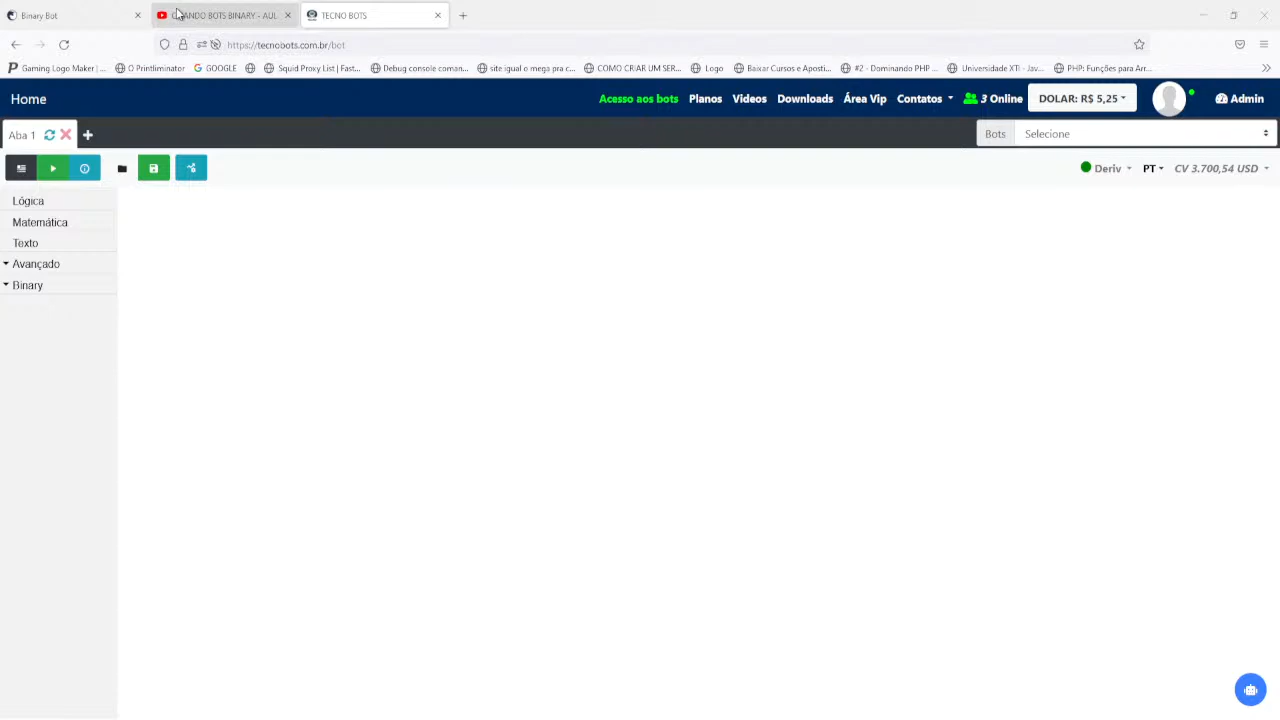 Binary Bot
ANDO BOTS BINARY - AUL
TECNO BOTS
https://tecnobots.com.br/bot
Gaming Logo Maker | ...
O Printliminator
GOOGLE
Squid Proxy List | Fast...
Debug console coman...
site igual o mega pra c...
COMO CRIAR UM SER...
Logo
Baixar Cursos e Aposti...
#2 - Dominando PHP ...
Universidade XTI - Jav...
PHP: Funções para Arr...
Home
Acesso aos bots
Planos
Videos
Downloads
Área Vip
Contatos
3 Online
DOLAR: R$ 5,25
Admin
Aba 1
Bots
Selecione
Deriv
PT
CV 3.700,54 USD
Lógica
Matemática
Texto
Avançado
Binary